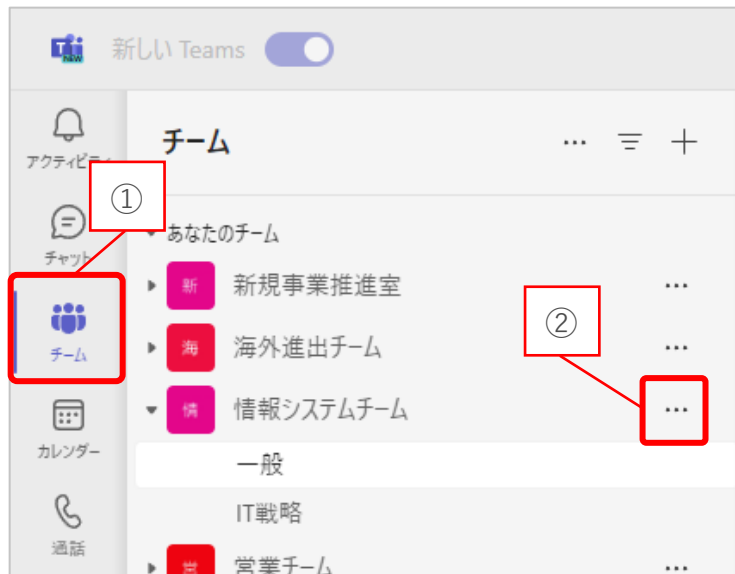 新しい Teams
チーム
アクティビティ
①
あなたのチーム
チャット
新 新規事業推進室
②
海 海外進出チーム
チーム
情 情報システムチーム
カレンダー
一般
IT戦略
通話
営 営業チーム